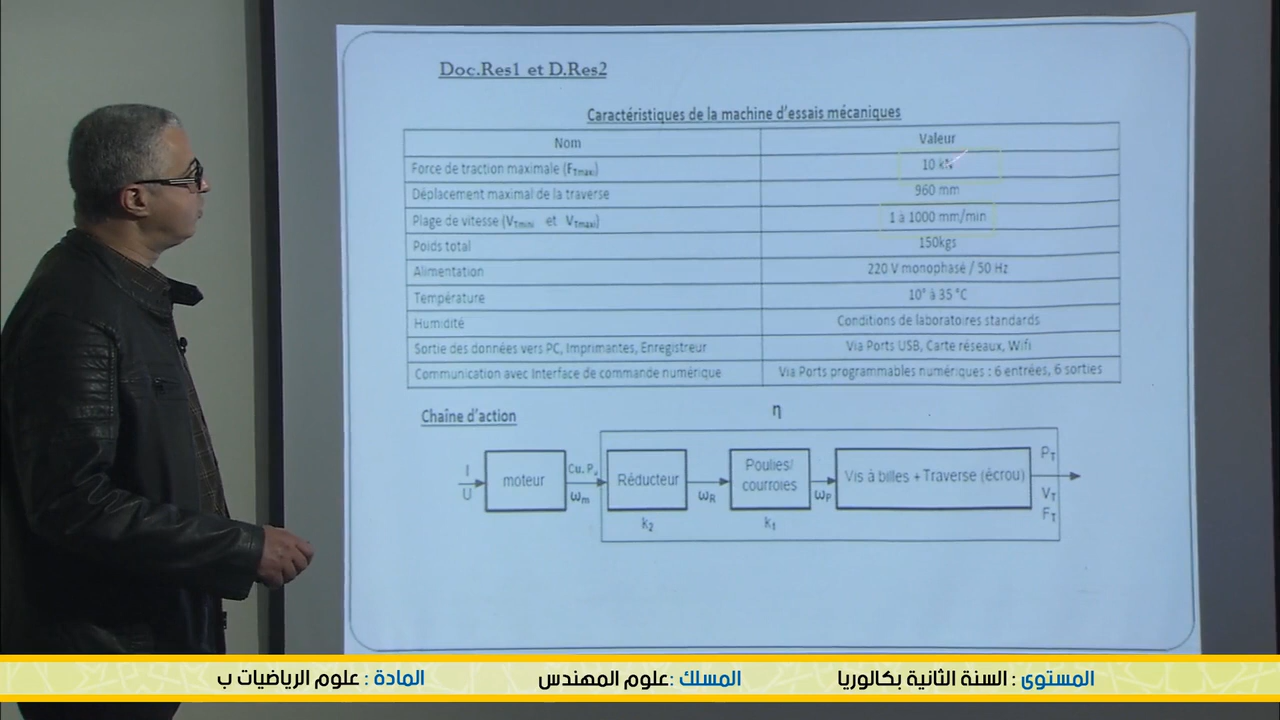 Doc.Res1 et D.Res2
Caractéristiques de la machine d'essais mécaniques
Nom Valeur
Force de traction maximale (FTmaxi) 10 kN
Déplacement maximal de la traverse 960 mm
Plage de vitesse (VTmini et VTmaxi) 1 à 1000 mm/min
Poids total 150kgs
Alimentation 220 V monophasé / 50 Hz
Température 10° à 35 °C
Humidité Conditions de laboratoires standards
Sortie des données vers PC, Imprimantes, Enregistreur Via Ports USB, Carte réseaux, Wifi
Communication avec Interface de commande numérique Via Ports programmables numériques : 6 entrées, 6 sorties
Chaîne d'action
η
I
U
moteur
Cu, Pu
ωm
Réducteur
k2
ωR
Poulies/
courroies
k1
ωP
Vis à billes + Traverse (écrou)
PT
VT
FT
المستوى : السنة الثانية بكالوريا
المسلك :علوم المهندس
المادة : علوم الرياضيات ب